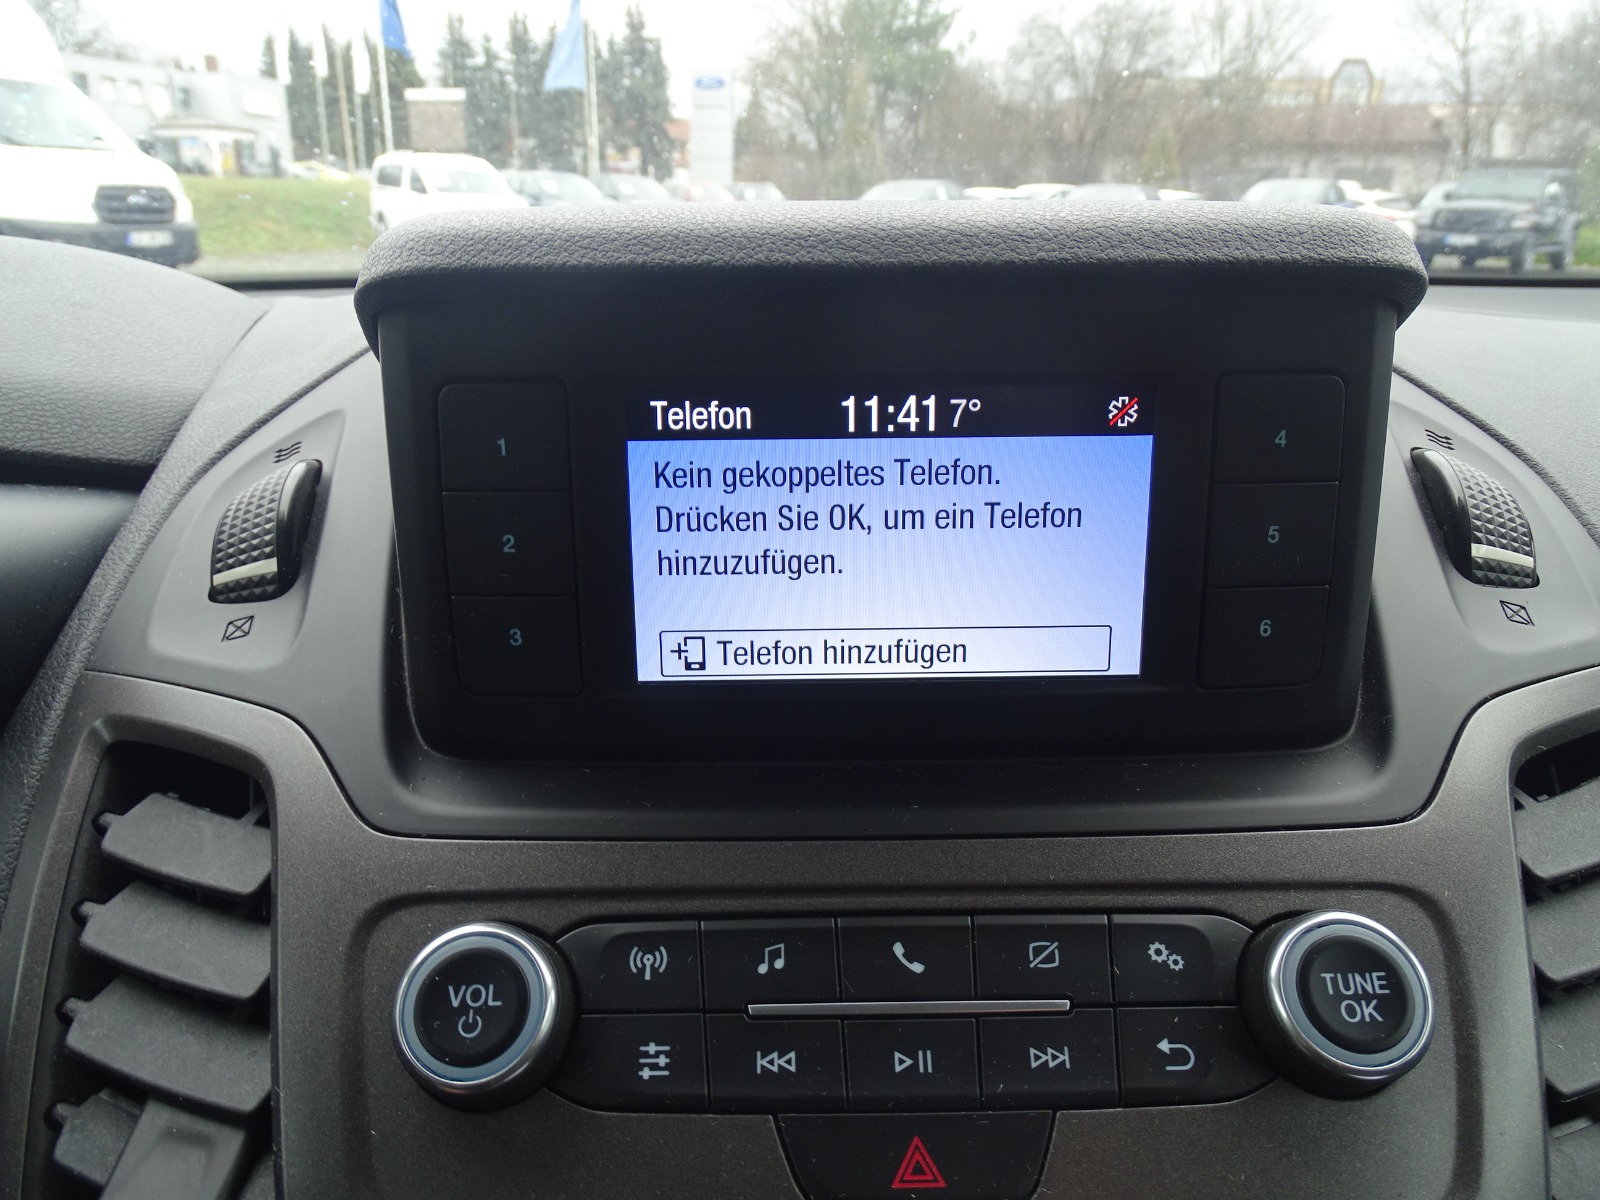 Telefon 11:41 7°
Kein gekoppeltes Telefon.
Drücken Sie OK, um ein Telefon
hinzuzufügen.
Telefon hinzufügen
1
2
3
4
5
6
VOL
TUNE
OK